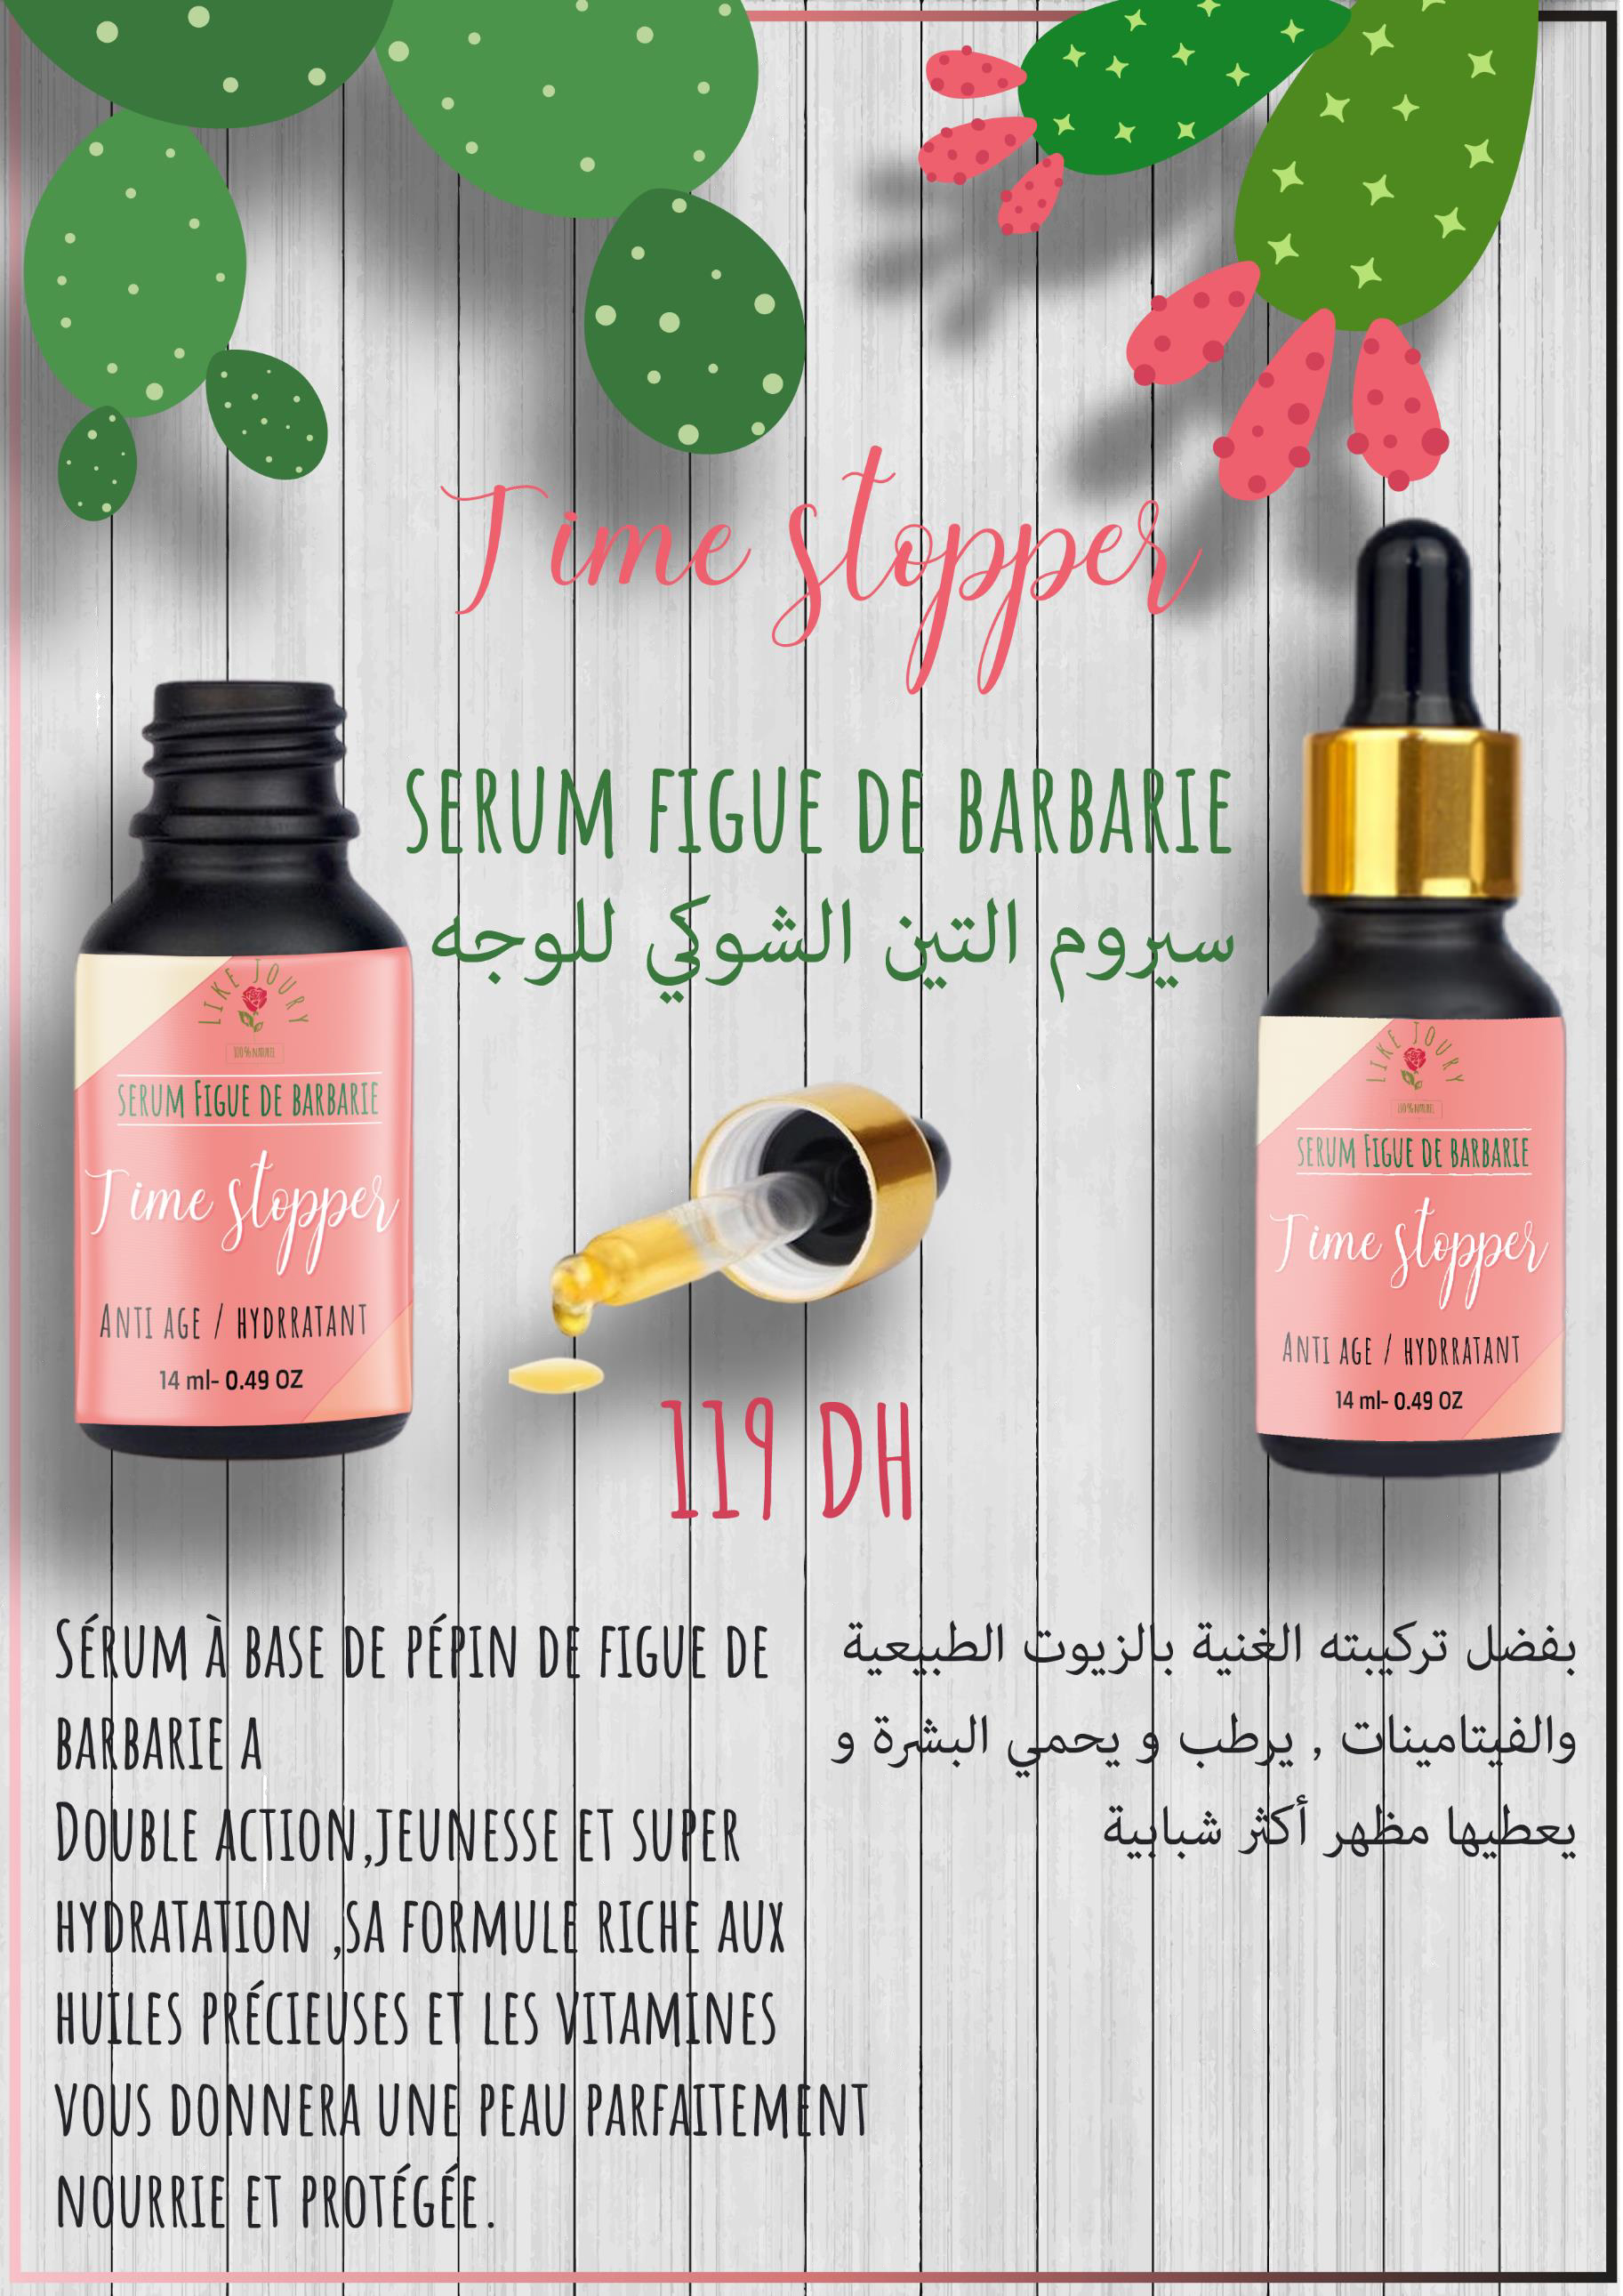 Time stopper
SERUM FIGUE DE BARBARIE
سيروم التين الشوكي للوجه
LIKE JOURY
100% NATUREL
SERUM FIGUE DE BARBARIE
Time stopper
ANTI AGE / HYDRRATANT
14 ml- 0.49 OZ
LIKE JOURY
100% NATUREL
SERUM FIGUE DE BARBARIE
Time stopper
ANTI AGE / HYDRRATANT
14 ml- 0.49 OZ
119 DH
SÉRUM À BASE DE PÉPIN DE FIGUE DE
BARBARIE A
DOUBLE ACTION,JEUNESSE ET SUPER
HYDRATATION ,SA FORMULE RICHE AUX
HUILES PRÉCIEUSES ET LES VITAMINES
VOUS DONNERA UNE PEAU PARFAITEMENT
NOURRIE ET PROTÉGÉE.
بفضل تركيبته الغنية بالزيوت الطبيعية
والفيتامينات , يرطب و يحمي البشرة و
يعطيها مظهر أكثر شبابية